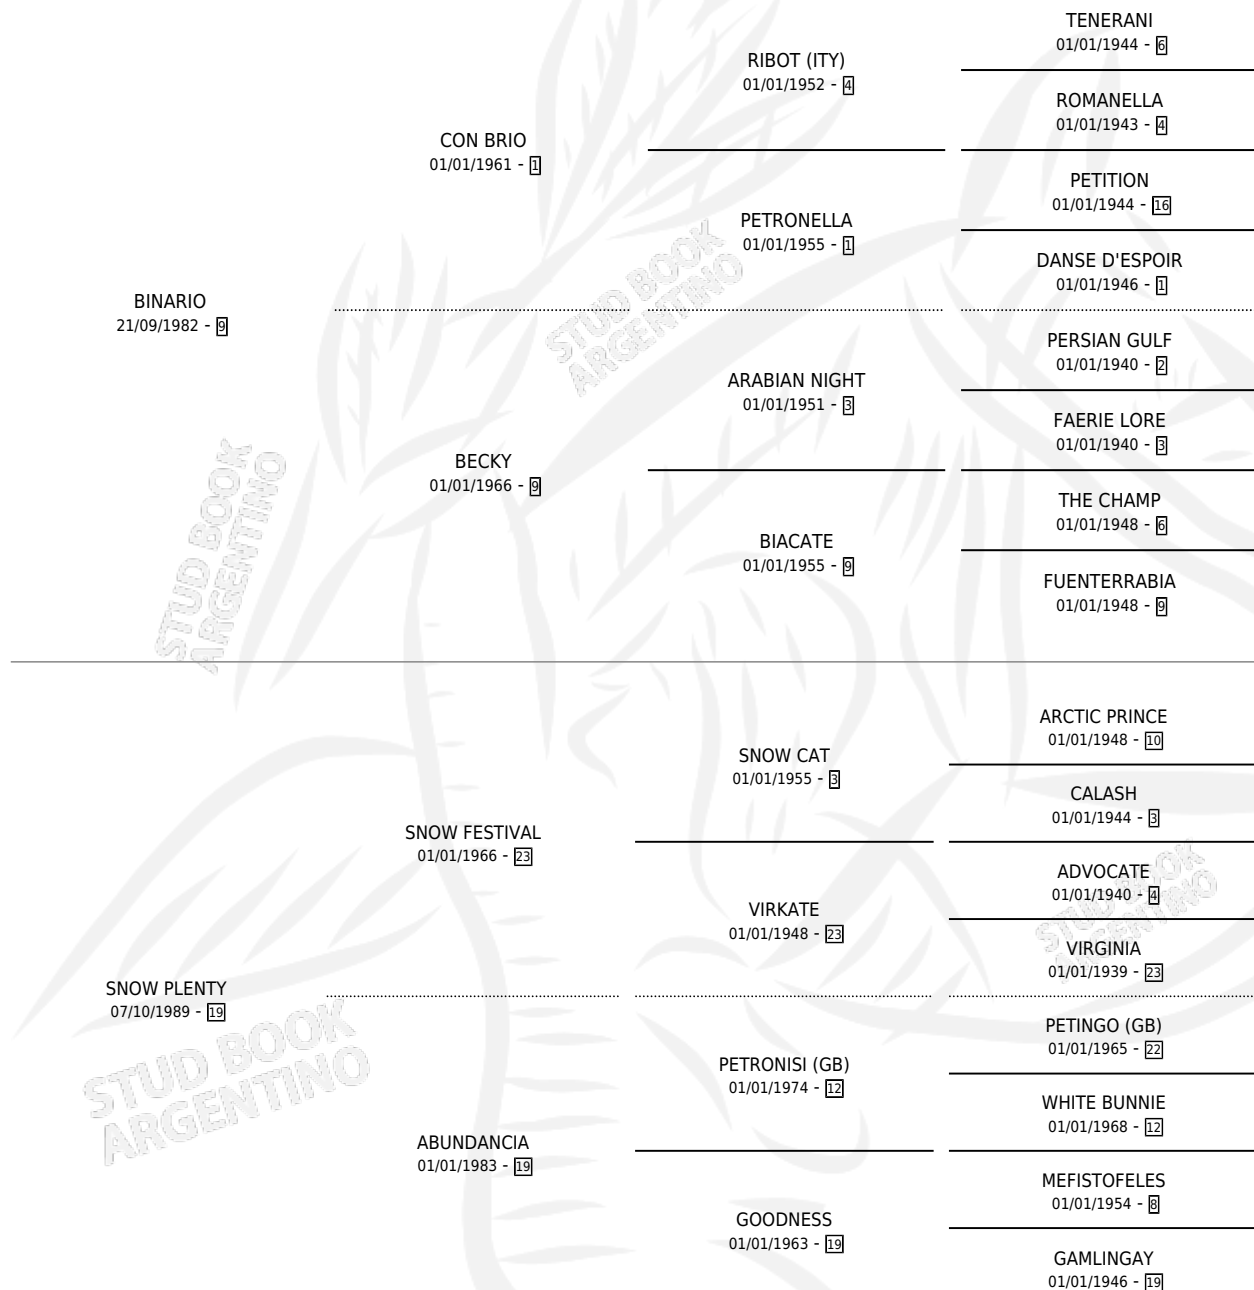 TENERANI
01/01/1944 - 6
RIBOT (ITY)
01/01/1952 - 4
ROMANELLA
01/01/1943 - 4
CON BRIO
01/01/1961 - 1
PETITION
01/01/1944 - 16
PETRONELLA
01/01/1955 - 1
DANSE D'ESPOIR
01/01/1946 - 1
BINARIO
21/09/1982 - 9
PERSIAN GULF
01/01/1940 - 2
ARABIAN NIGHT
01/01/1951 - 3
FAERIE LORE
01/01/1940 - 3
BECKY
01/01/1966 - 9
THE CHAMP
01/01/1948 - 6
BIACATE
01/01/1955 - 9
FUENTERRABIA
01/01/1948 - 9
ARCTIC PRINCE
01/01/1948 - 10
SNOW CAT
01/01/1955 - 3
CALASH
01/01/1944 - 3
SNOW FESTIVAL
01/01/1966 - 23
ADVOCATE
01/01/1940 - 4
VIRKATE
01/01/1948 - 23
VIRGINIA
01/01/1939 - 23
SNOW PLENTY
07/10/1989 - 19
PETINGO (GB)
01/01/1965 - 22
PETRONISI (GB)
01/01/1974 - 12
WHITE BUNNIE
01/01/1968 - 12
ABUNDANCIA
01/01/1983 - 19
MEFISTOFELES
01/01/1954 - 8
GOODNESS
01/01/1963 - 19
GAMLINGAY
01/01/1946 - 19
STUD BOOK
ARGENTINO
STUD BOOK
ARGENTINO
STUD BOOK
ARGENTINO
STUD BOOK
ARGENTINO